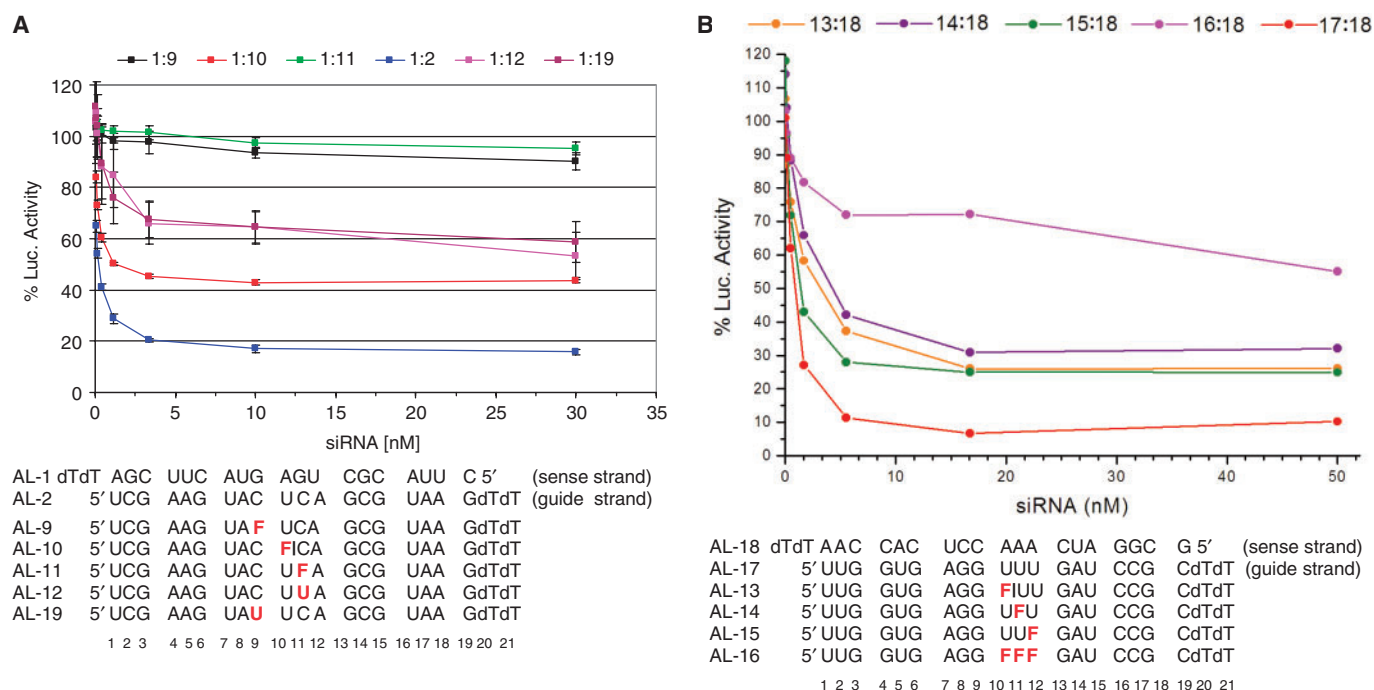 A
1:9 1:10 1:11 1:2 1:12 1:19
% Luc. Activity
120
100
80
60
40
20
0
0 5 10 15 20 25 30 35
siRNA [nM]
AL-1 dTdT AGC UUC AUG AGU CGC AUU C 5′ (sense strand)
AL-2 5′ UCG AAG UAC UCA GCG UAA GdTdT (guide strand)
AL-9 5′ UCG AAG UAF UCA GCG UAA GdTdT
AL-10 5′ UCG AAG UAC FICA GCG UAA GdTdT
AL-11 5′ UCG AAG UAC UFA GCG UAA GdTdT
AL-12 5′ UCG AAG UAC UUA GCG UAA GdTdT
AL-19 5′ UCG AAG UAU UCA GCG UAA GdTdT
1 2 3 4 5 6 7 8 9 10 11 12 13 14 15 16 17 18 19 20 21
B
13:18 14:18 15:18 16:18 17:18
% Luc. Activity
120
110
100
90
80
70
60
50
40
30
20
10
0
0 10 20 30 40 50
siRNA (nM)
AL-18 dTdT AAC CAC UCC AAA CUA GGC G 5′ (sense strand)
AL-17 5′ UUG GUG AGG UUU GAU CCG CdTdT (guide strand)
AL-13 5′ UUG GUG AGG FIUU GAU CCG CdTdT
AL-14 5′ UUG GUG AGG UFU GAU CCG CdTdT
AL-15 5′ UUG GUG AGG UUF GAU CCG CdTdT
AL-16 5′ UUG GUG AGG FFF GAU CCG CdTdT
1 2 3 4 5 6 7 8 9 10 11 12 13 14 15 16 17 18 19 20 21